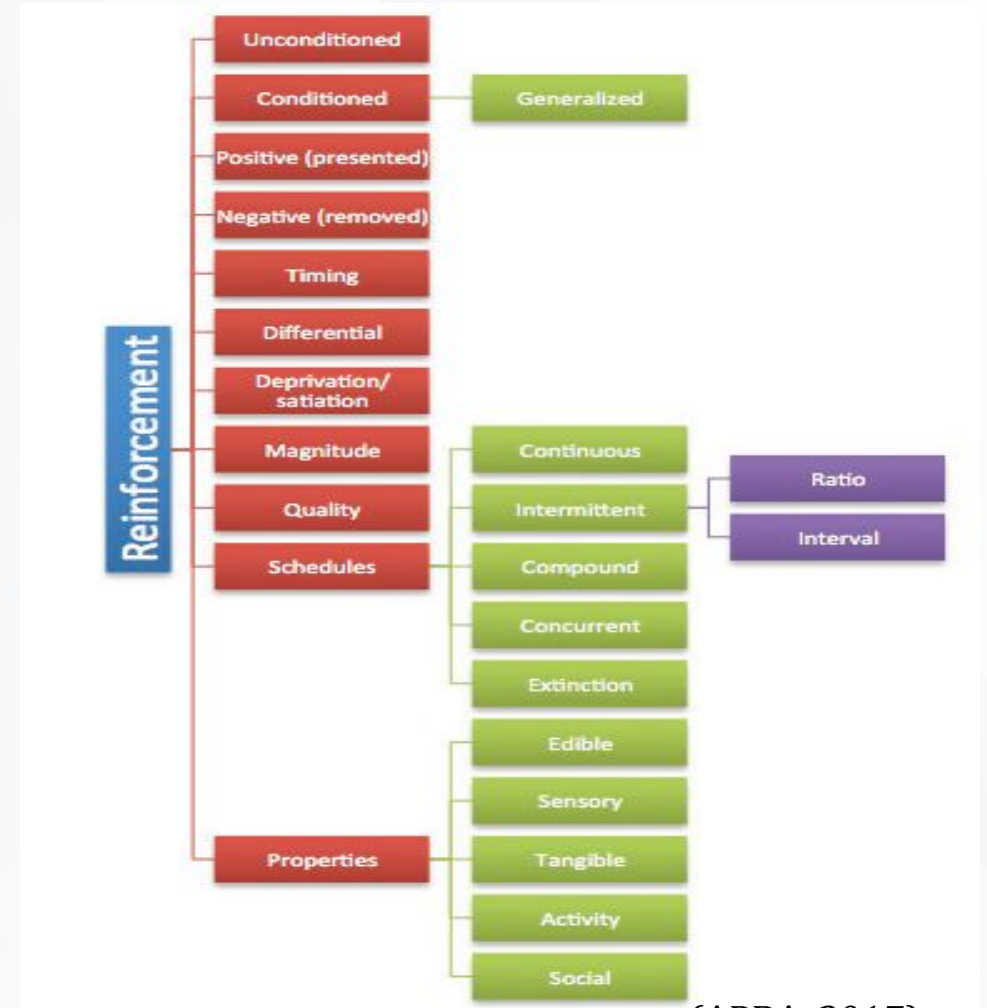 Reinforcement
Unconditioned
Conditioned
Generalized
Positive (presented)
Negative (removed)
Timing
Differential
Deprivation/
satiation
Magnitude
Quality
Schedules
Continuous
Intermittent
Ratio
Interval
Compound
Concurrent
Extinction
Properties
Edible
Sensory
Tangible
Activity
Social